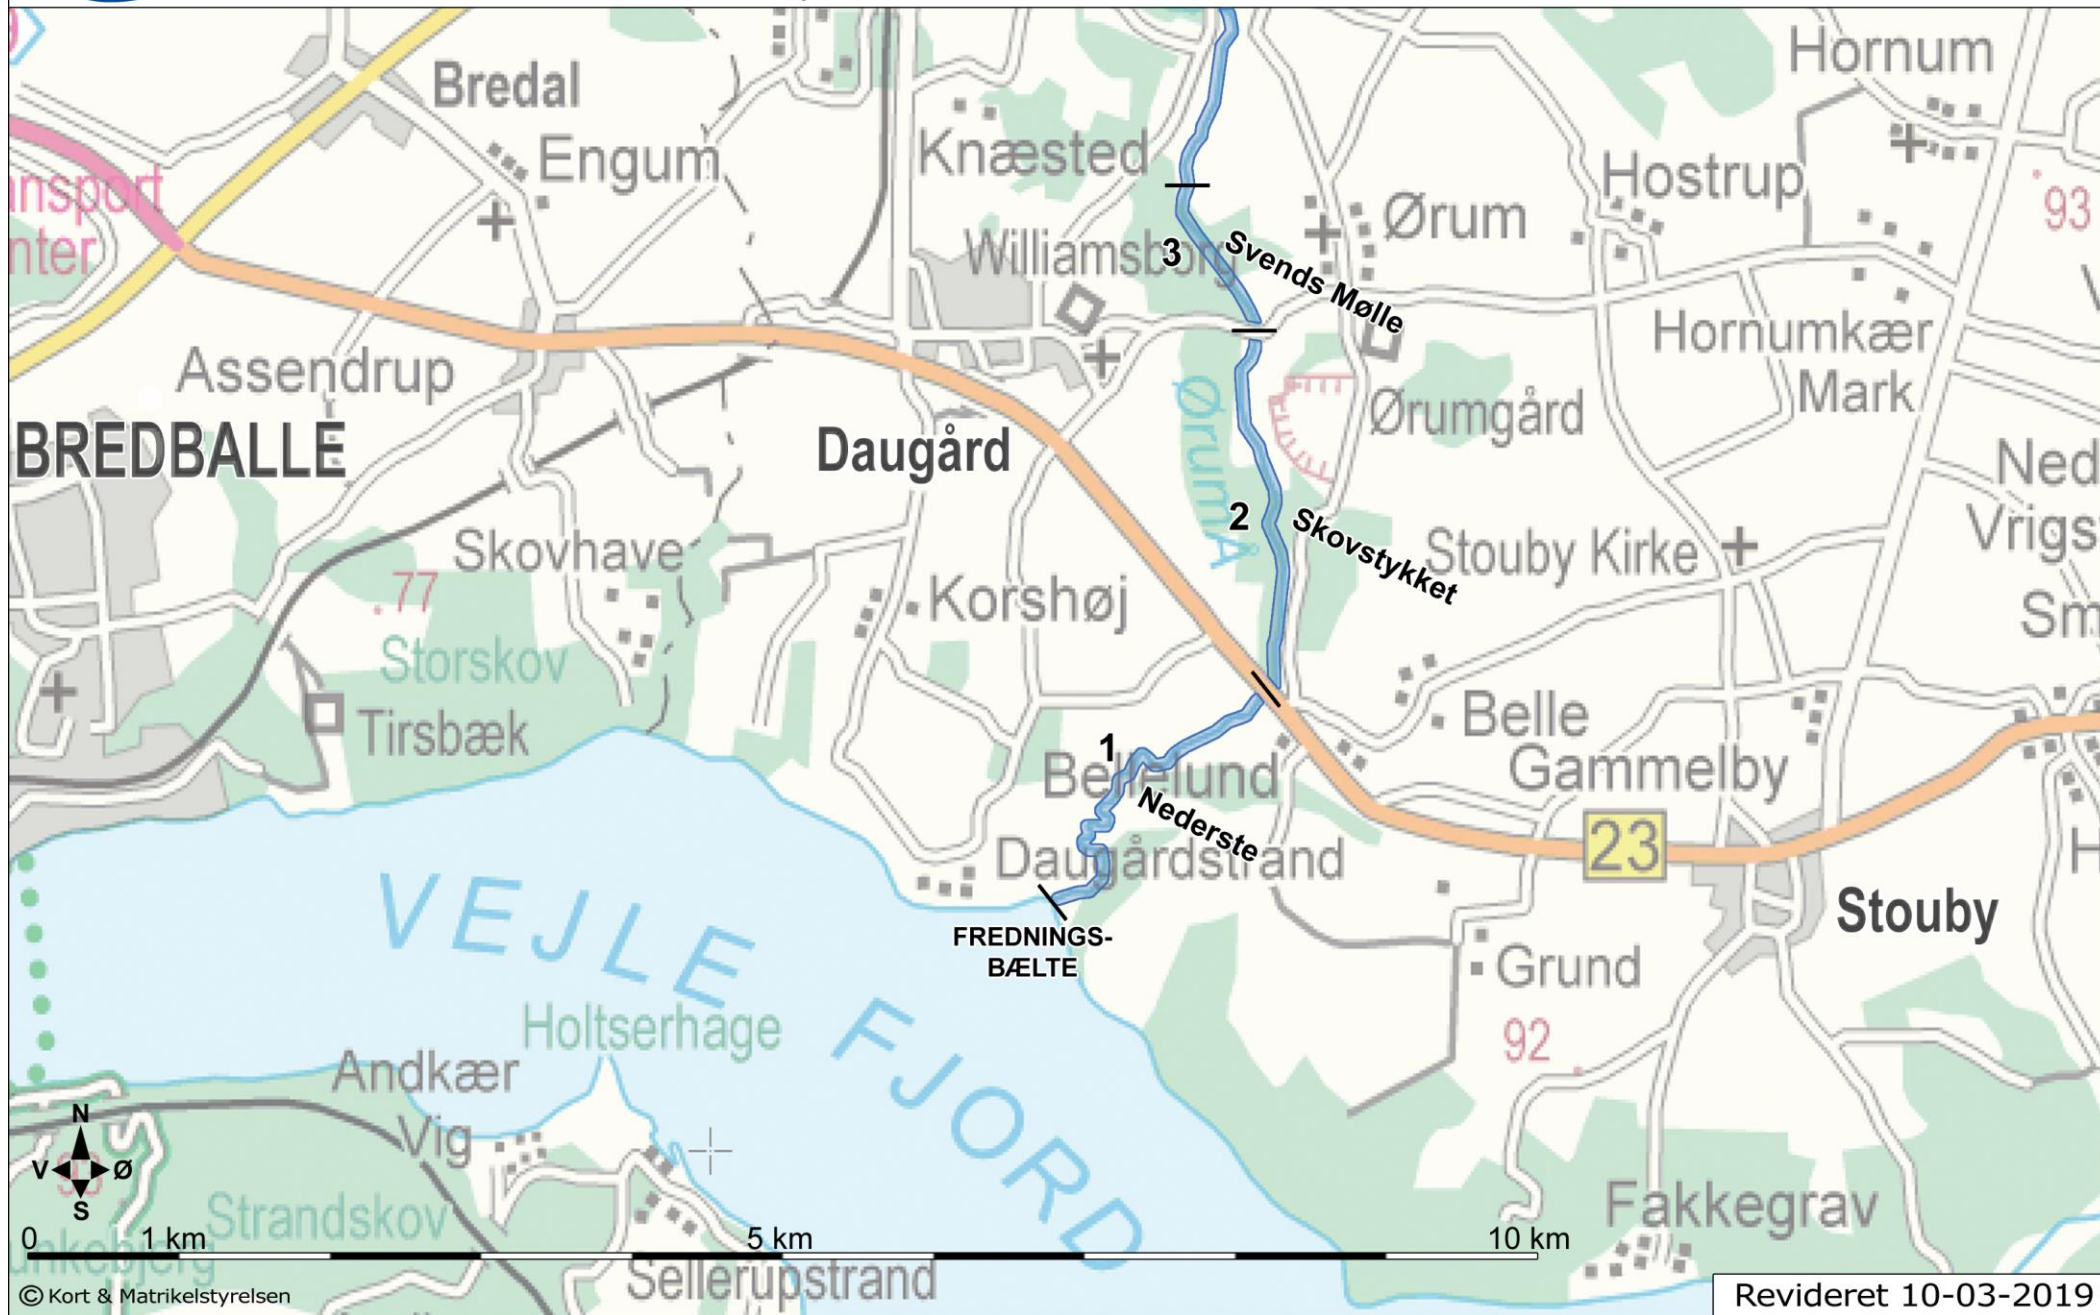 Bredal
Engum
Knæsted
Hornum
Hostrup
93
Ørum
Williamsborg
3
Svends Mølle
ansport
nter
Assendrup
BREDBALLE
Daugård
Ørum Å
Ørumgård
Hornumkær
Mark
Ned
Vrigs
2
Skovstykket
Stouby Kirke
Skovhave
77
Storskov
Korshøj
Sm
Tirsbæk
1
Bellelund
Nederste
Belle
Gammelby
Daugårdstrand
23
H
Stouby
VEJLE FJORD
FREDNINGS-
BÆLTE
Grund
92
Holtserhage
Andkær
Vig
N
V Ø
S
93
Strandskov
Fakkegrav
0 1 km 5 km 10 km
unkebjerg
Sellerupstrand
© Kort & Matrikelstyrelsen
Revideret 10-03-2019